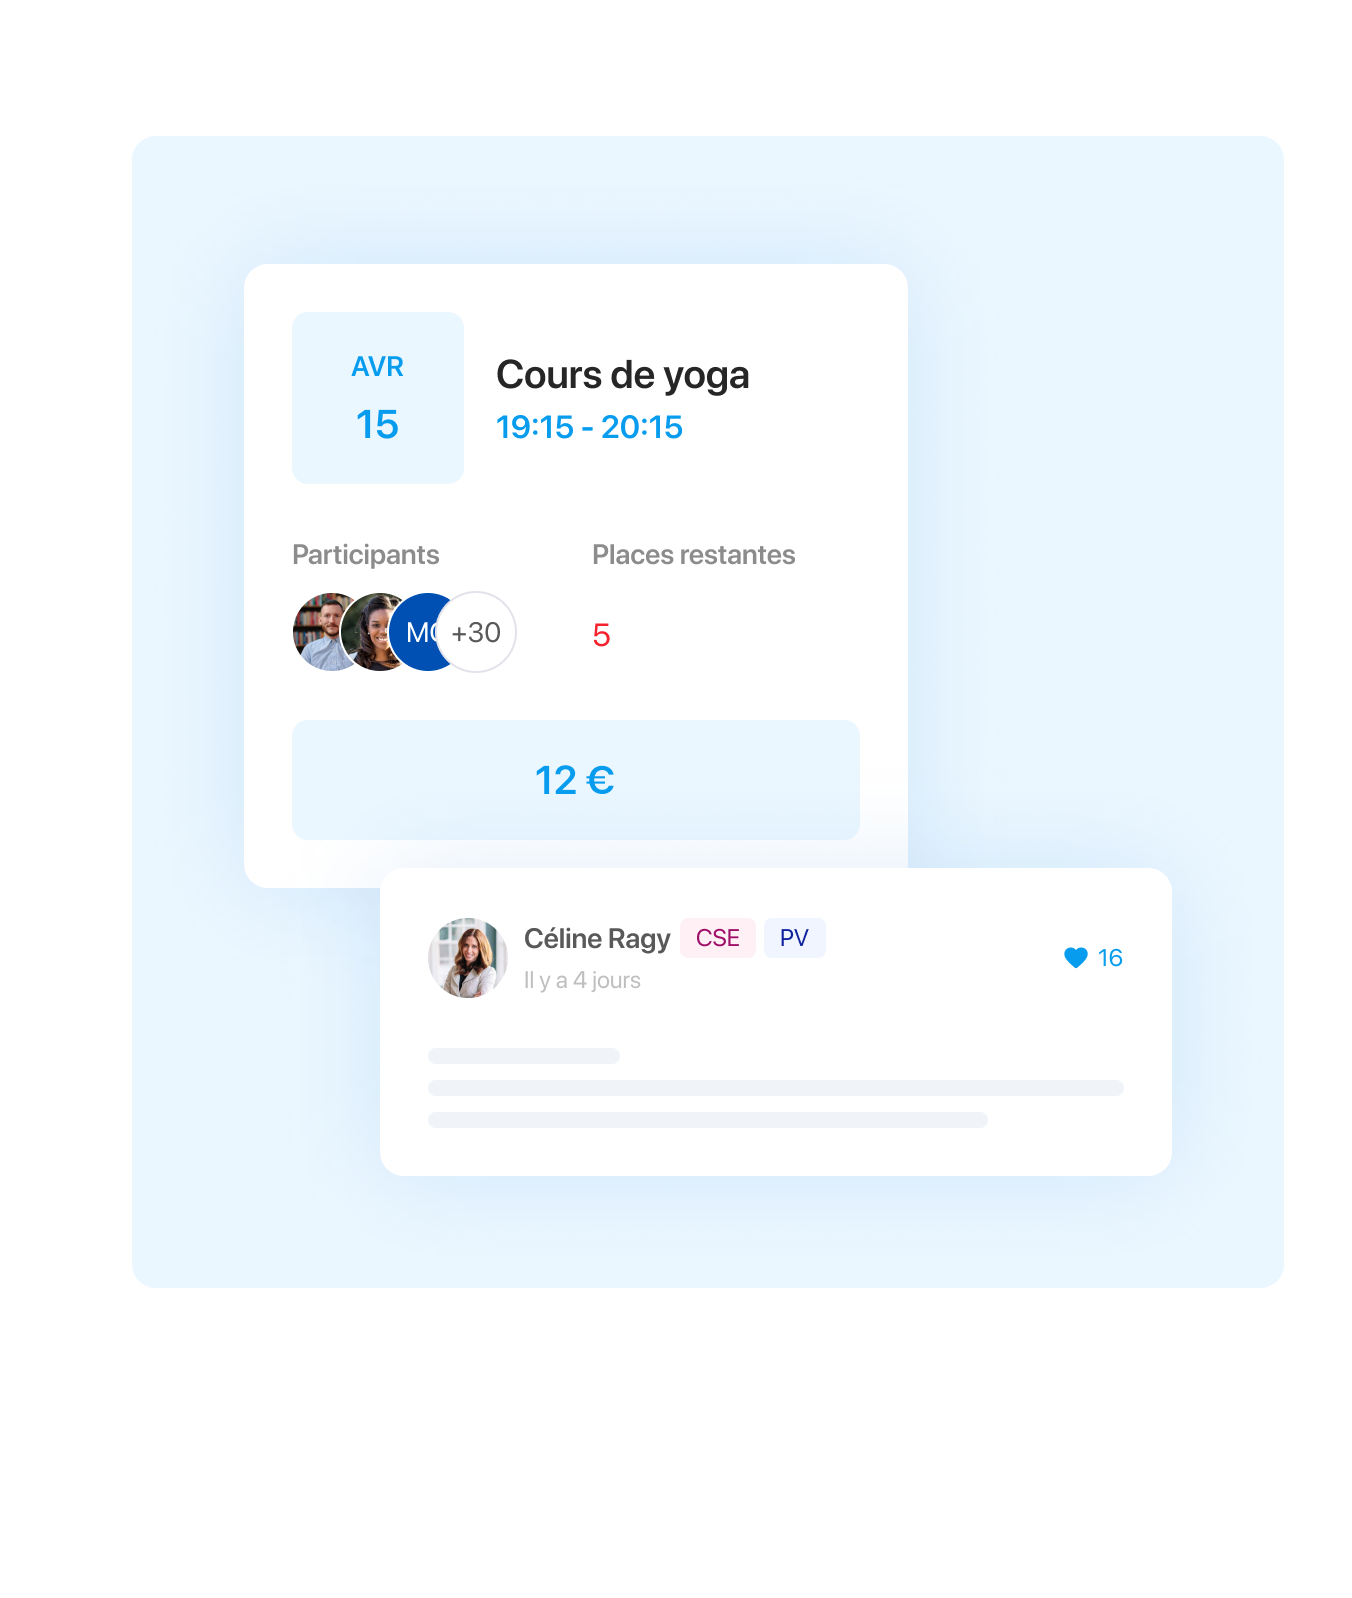 AVR
15
Cours de yoga
19:15 - 20:15
Participants
Places restantes
+30
5
12 €
Céline Ragy
CSE
PV
Il y a 4 jours
16